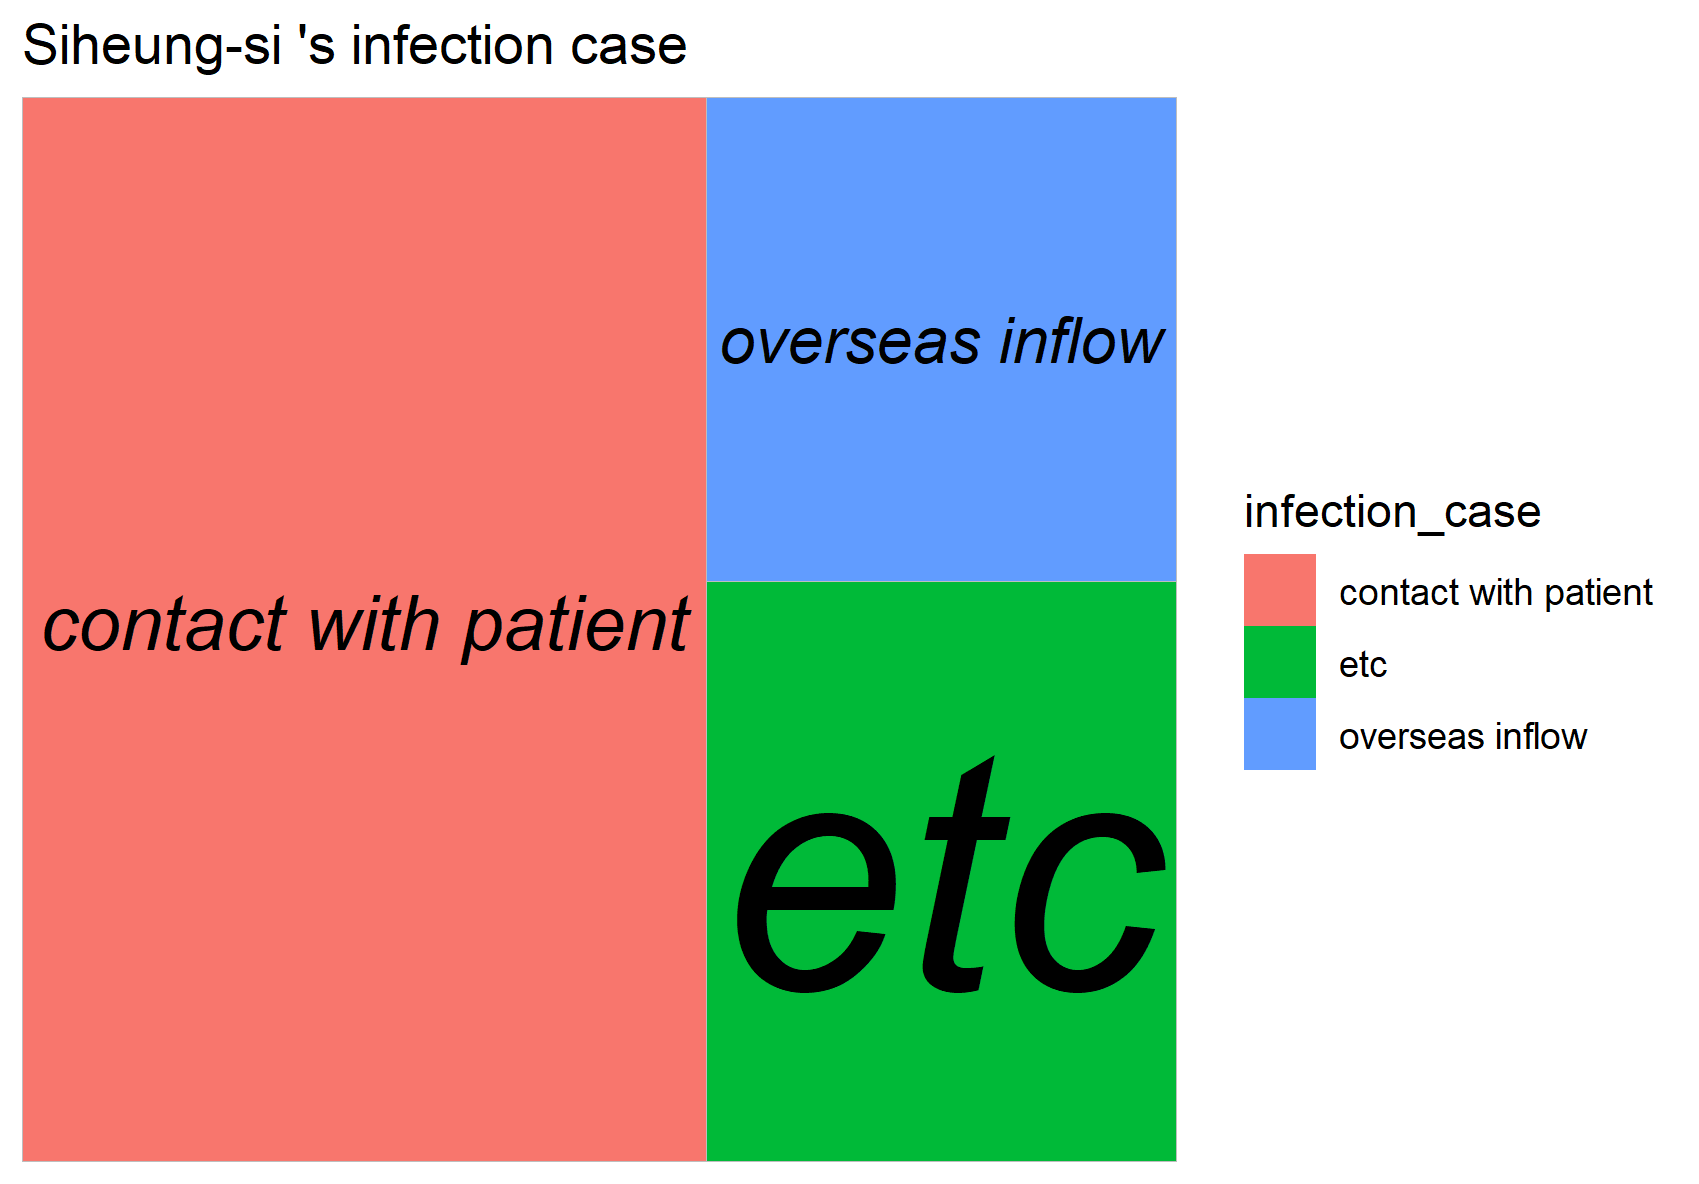 Siheung-si 's infection case
overseas inflow
contact with patient
etc
infection_case
contact with patient
etc
overseas inflow